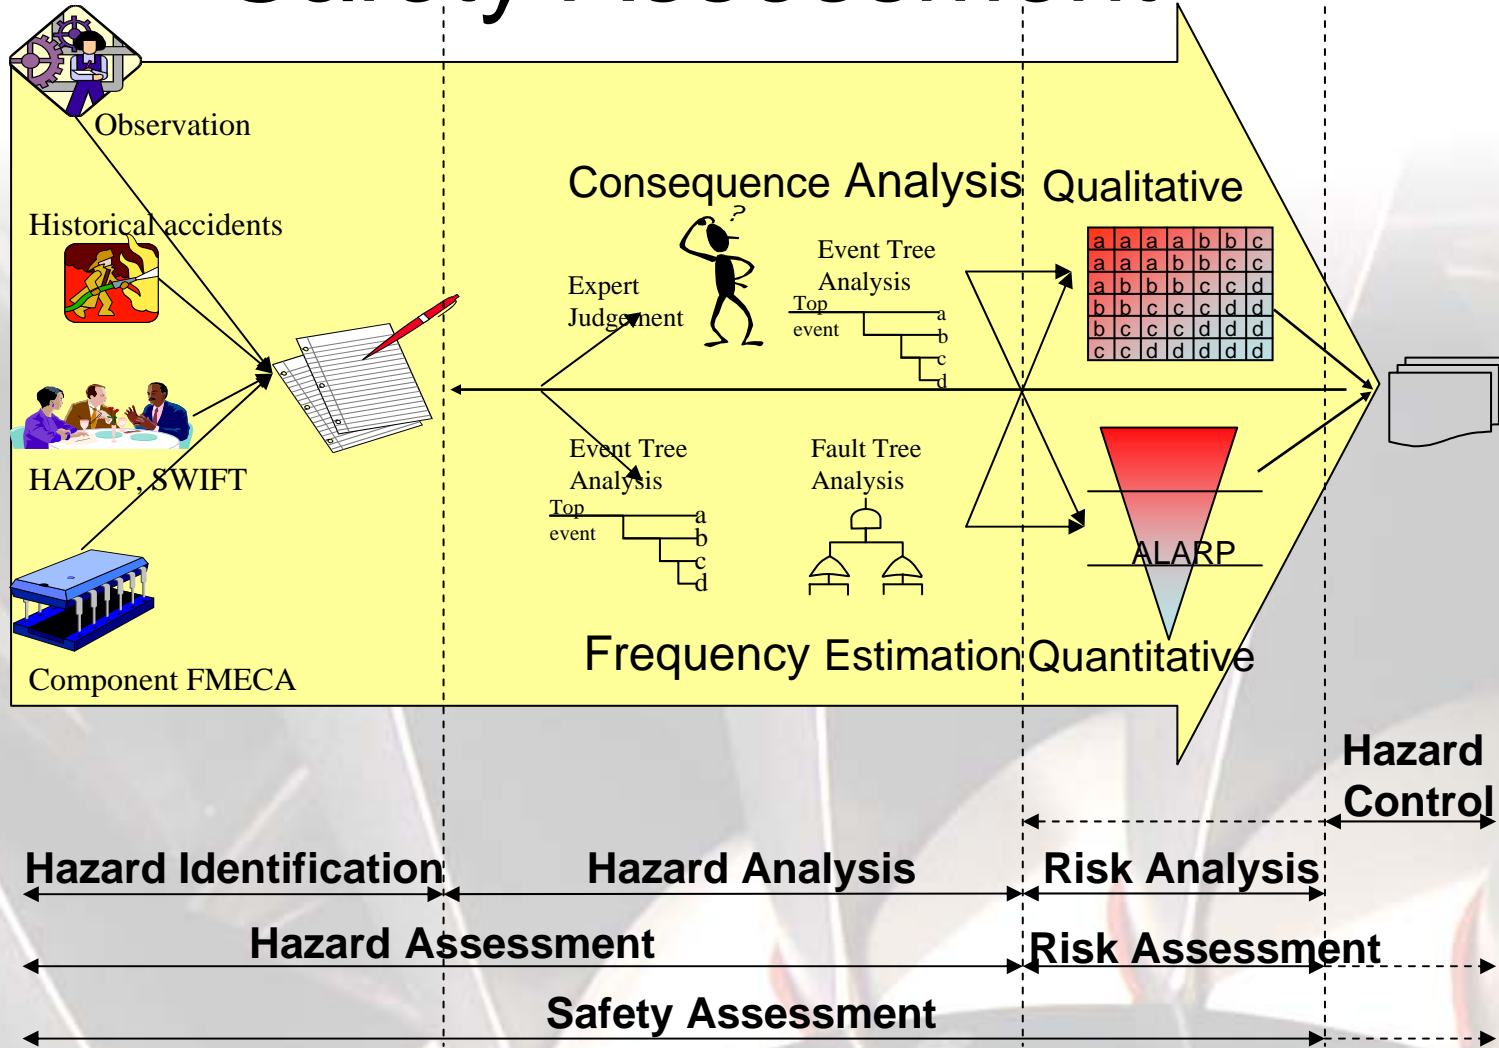 Safety Assessment
Observation
Historical accidents
HAZOP, SWIFT
Component FMECA
Consequence Analysis
Qualitative
?
Expert
Judgement
Event Tree
Analysis
Top
event
a
b
c
d
a a a a b b c
a a a b b c c
a b b b c c d
b b c c c d d
b c c c d d d
c c d d d d d
Event Tree
Analysis
Top
event
a
b
c
d
Fault Tree
Analysis
ALARP
Frequency Estimation
Quantitative
Hazard
Control
Hazard Identification
Hazard Analysis
Risk Analysis
Hazard Assessment
Risk Assessment
Safety Assessment